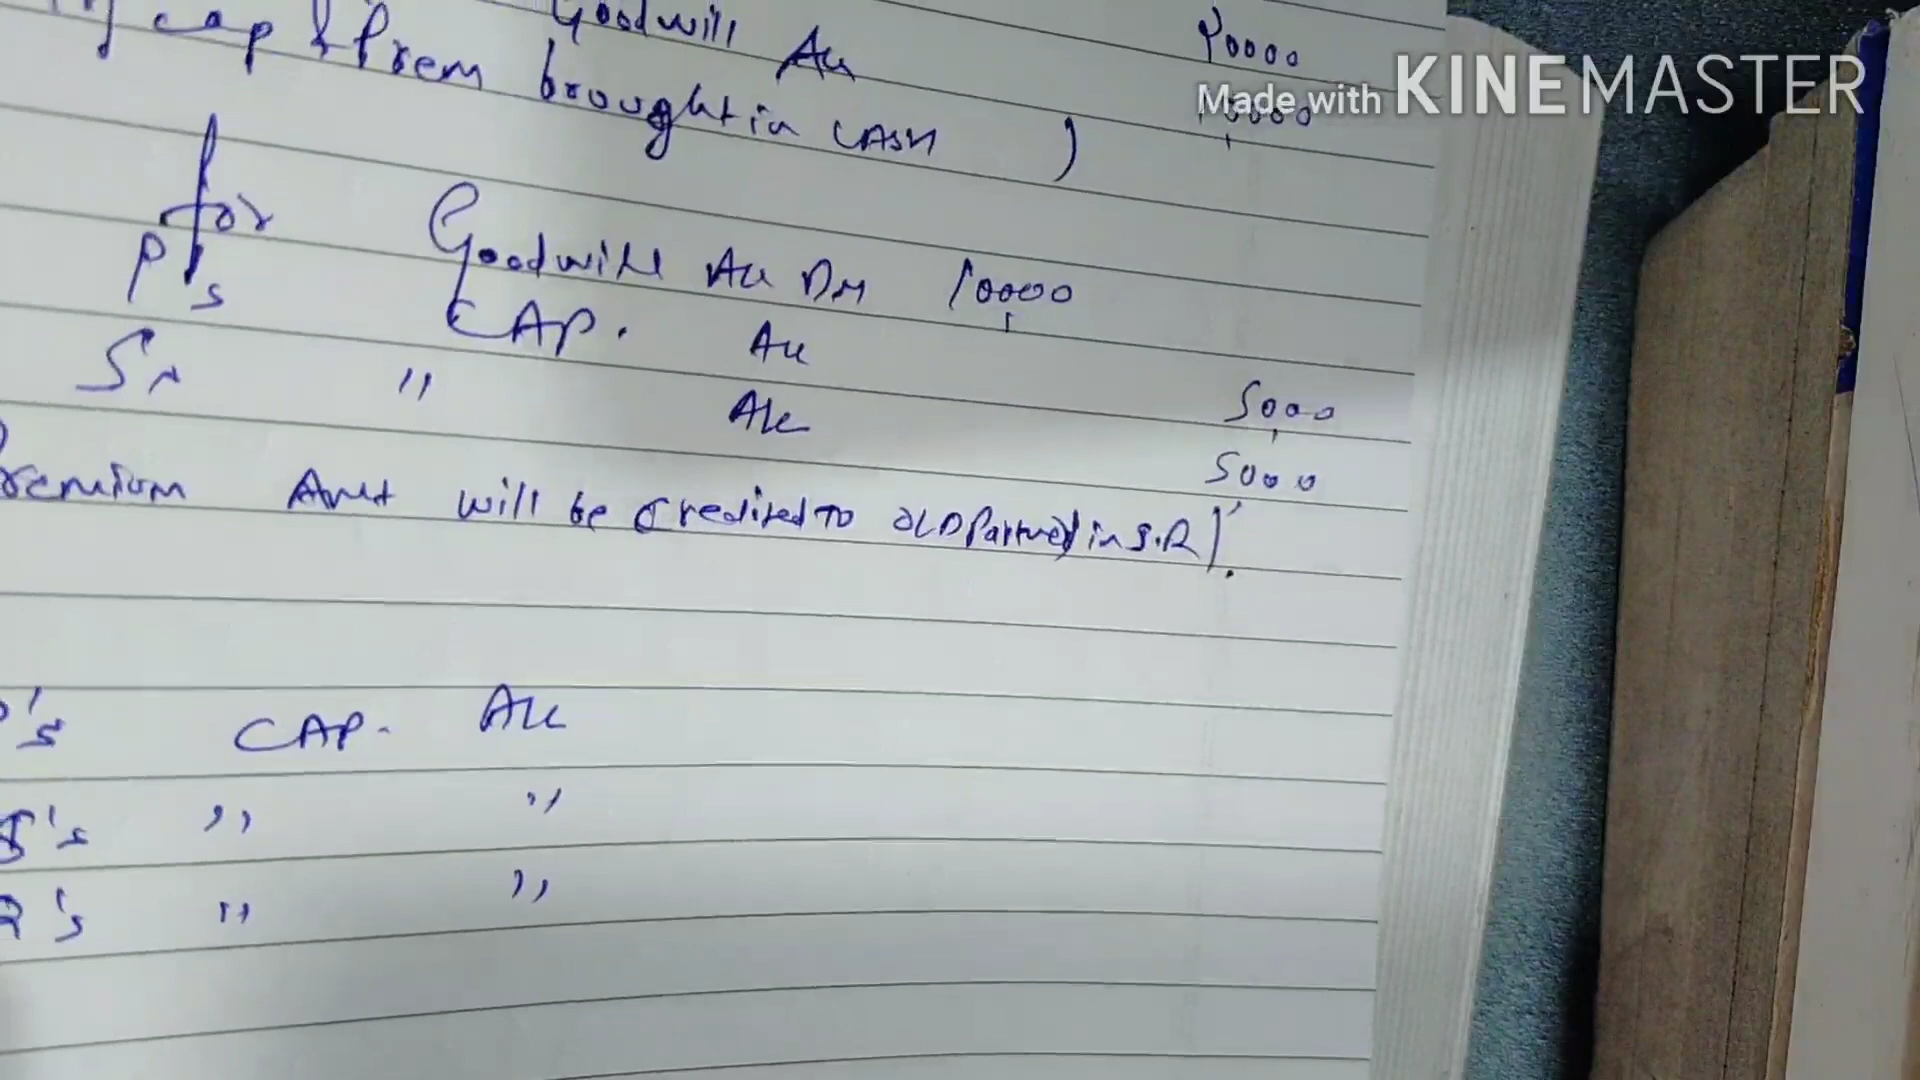 Goodwill A/c 20000
cap & Prem brought in CASH ) 10000
Made with KINEMASTER
for Goodwill A/c Dr 10000
P's CAP. A/c 5000
S's " A/c 5000
Premium Amt will be credited to OLD Partners in S.R).
P's CAP. A/c
S's " "
R's " "